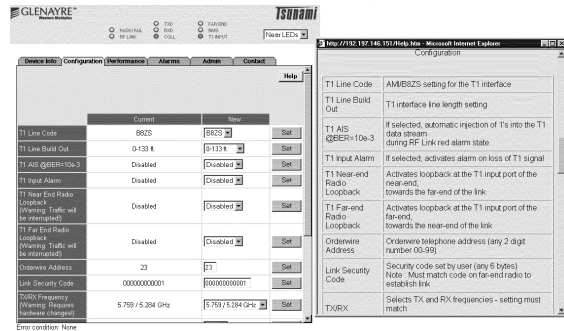 GLENAYRE™
Western Multiplex
RADIO FAIL
RF LINK
TXD
RXD
COLL
FAR END
NMS
T1 INPUT
Tsunami
Near LEDs
Device Info Configuration Performance Alarms Admin Contact
Help
Current New
T1 Line Code B8ZS B8ZS Set
T1 Line Build Out 0-133 ft. 0-133 ft. Set
T1 AIS @BER=10e-3 Disabled Disabled Set
T1 Input Alarm Disabled Disabled Set
T1 Near End Radio
Loopback
(Warning: Traffic will
be interrupted!)
Disabled Disabled Set
T1 Far End Radio
Loopback
(Warning: Traffic will
be interrupted!)
Disabled Disabled Set
Orderwire Address 23 23 Set
Link Security Code 000000000001 000000000001 Set
TX/RX Frequency
(Warning: Requires
hardware changes!)
5.759 / 5.284 GHz 5.759 / 5.284 GHz Set
Error condition: None
http://192.197.146.151/Help.htm - Microsoft Internet Explorer
Configuration
T1 Line Code AMI/B8ZS setting for the T1 interface
T1 Line Build
Out
T1 interface line length setting
T1 AIS
@BER=10e-3
If selected, automatic injection of 1's into the T1
data stream
during RF Link red alarm state
T1 Input Alarm If selected, activates alarm on loss of T1 signal
T1 Near-end
Radio
Loopback
Activates loopback at the T1 input port of the
near-end,
towards the far-end of the link
T1 Far-end
Radio
Loopback
Activates loopback at the T1 input port of the
far-end,
towards the near-end of the link
Orderwire
Address
Orderwire telephone address (any 2 digit
number 00-99)
Link Security
Code
Security code set by user (any 6 bytes)
Note : Must match code on far-end radio to
establish link
TX/RX
Selects TX and RX frequencies - setting must
match